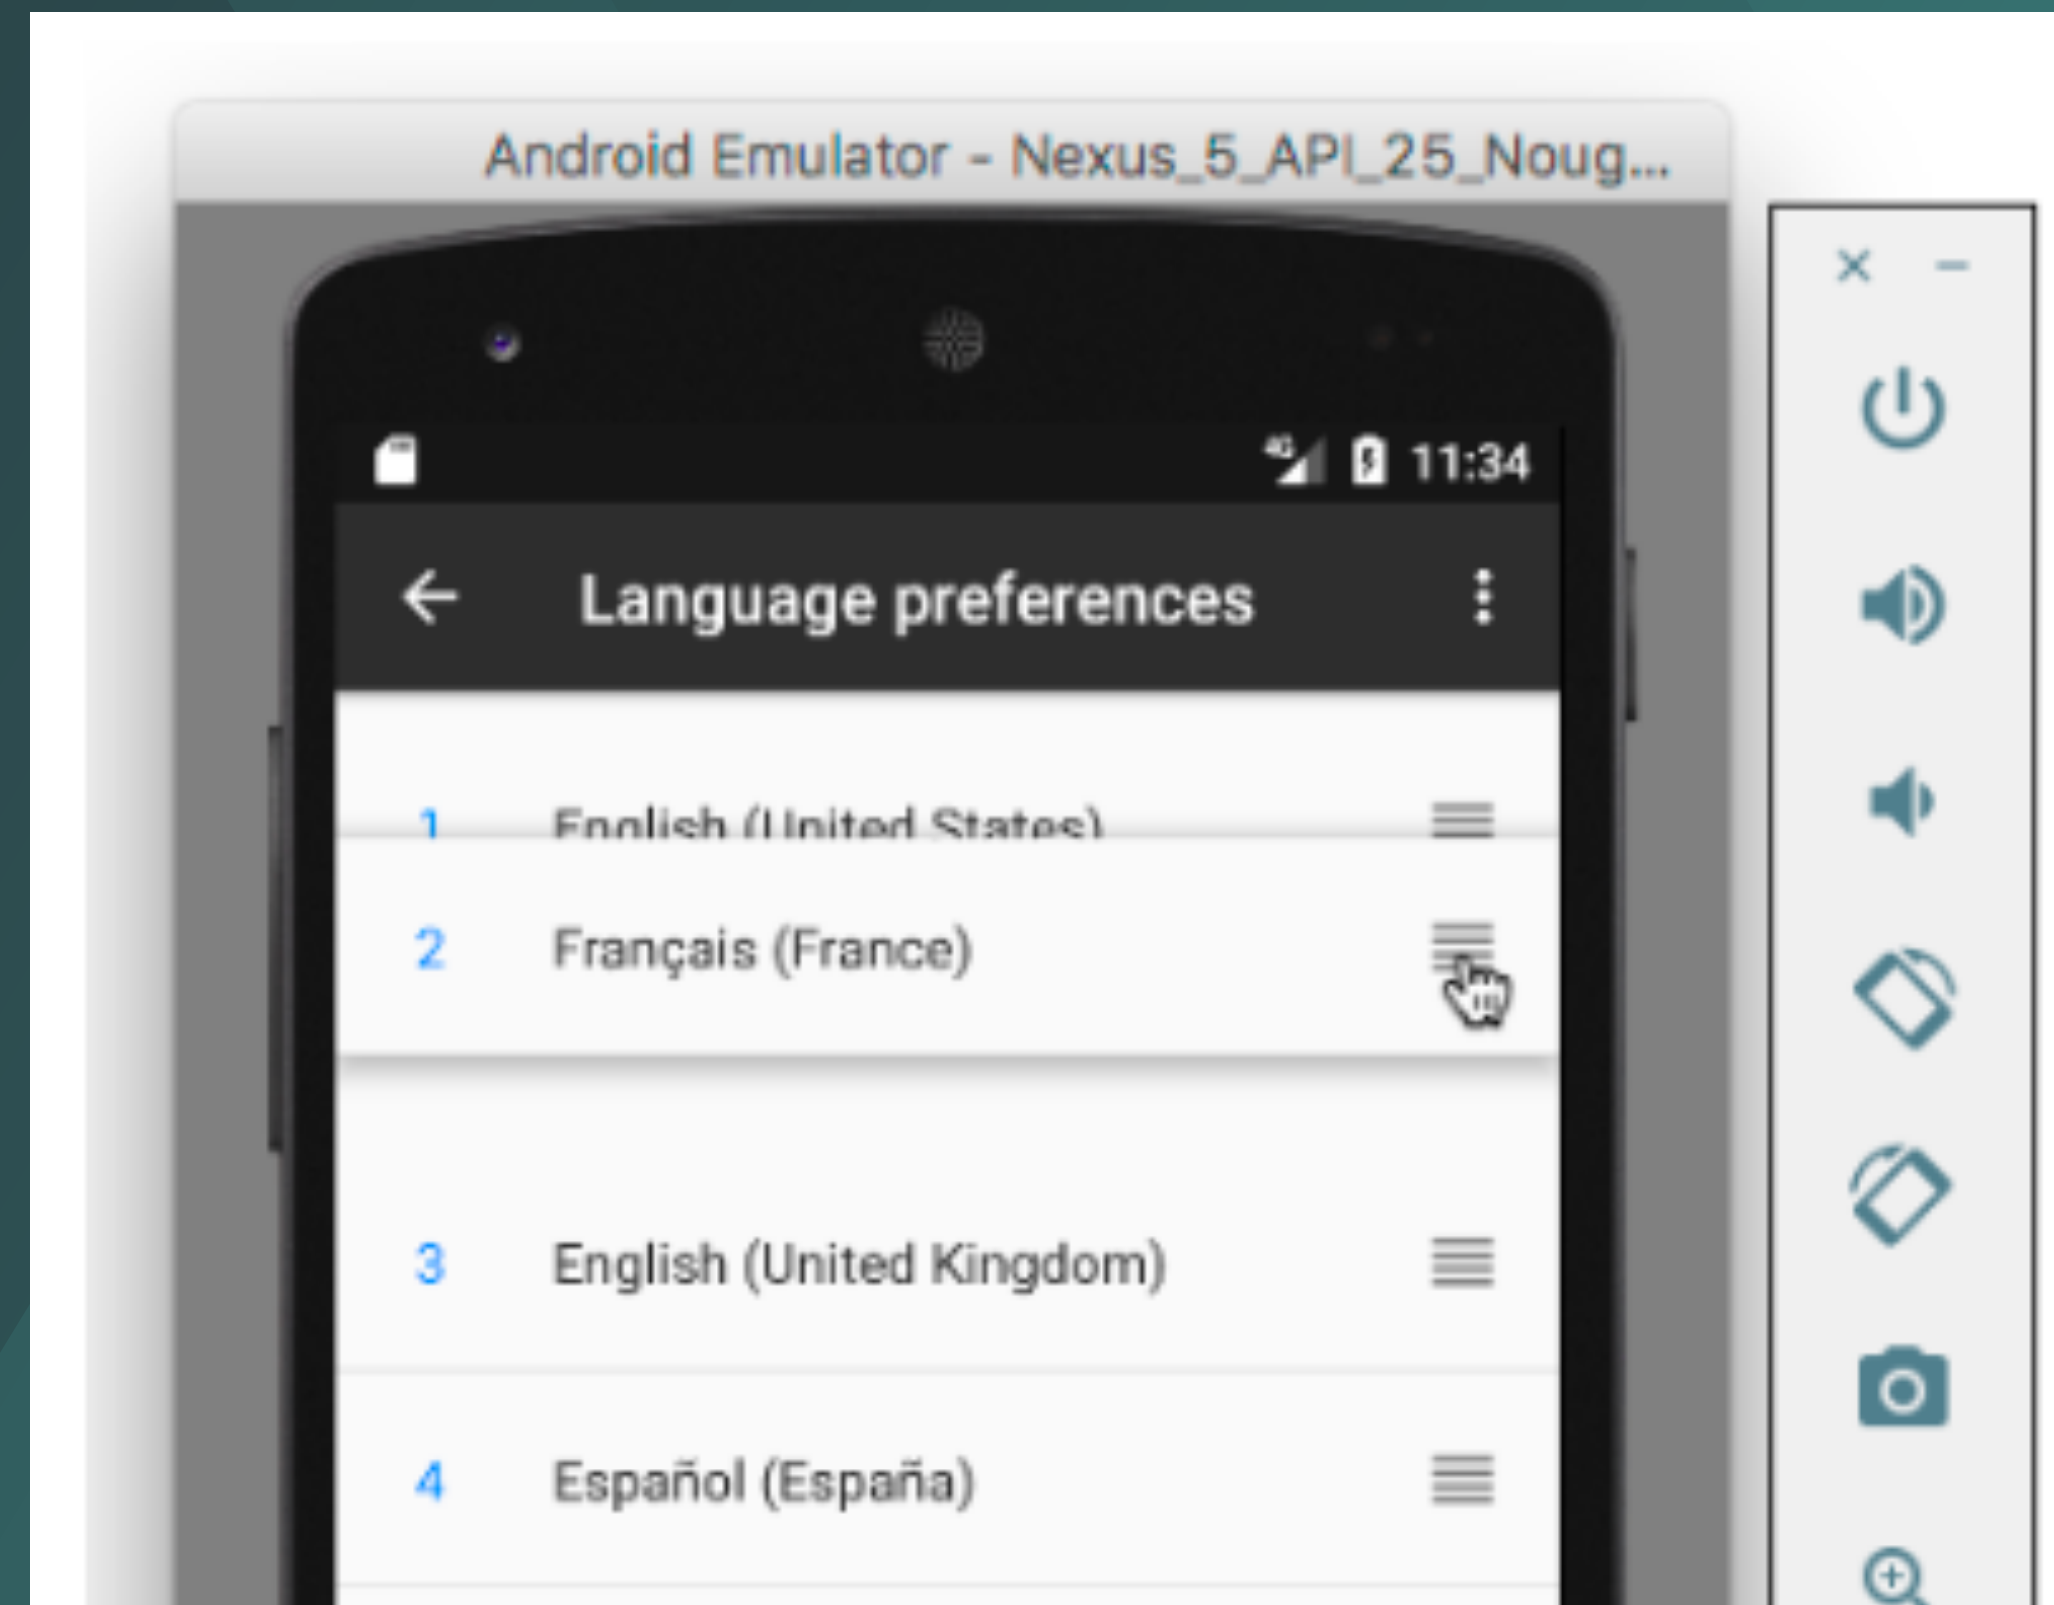 Android Emulator - Nexus_5_API_25_Noug...
4G 11:34
Language preferences
1 English (United States)
2 Français (France)
3 English (United Kingdom)
4 Español (España)